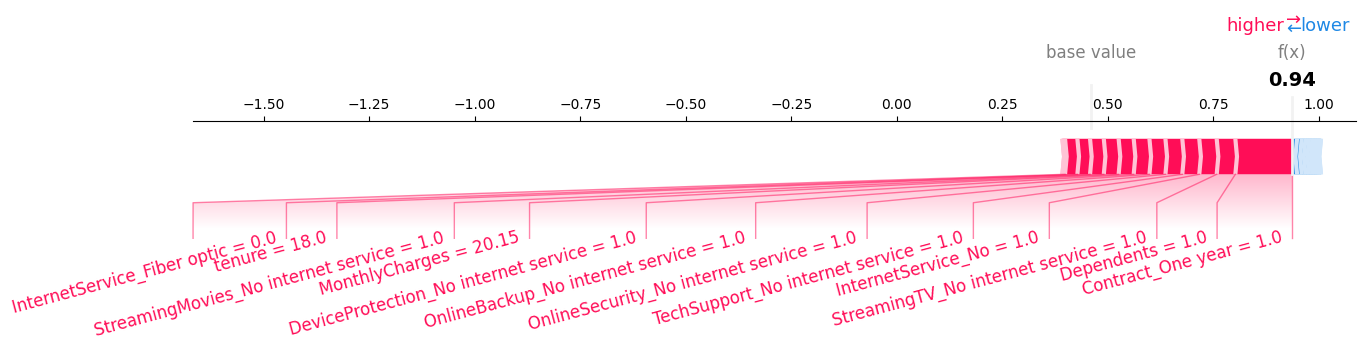 higher → ← lower
base value f(x)
0.94
−1.50 −1.25 −1.00 −0.75 −0.50 −0.25 0.00 0.25 0.50 0.75 1.00
InternetService_Fiber optic = 0.0
tenure = 18.0
StreamingMovies_No internet service = 1.0
MonthlyCharges = 20.15
DeviceProtection_No internet service = 1.0
OnlineBackup_No internet service = 1.0
OnlineSecurity_No internet service = 1.0
TechSupport_No internet service = 1.0
InternetService_No = 1.0
StreamingTV_No internet service = 1.0
Dependents = 1.0
Contract_One year = 1.0